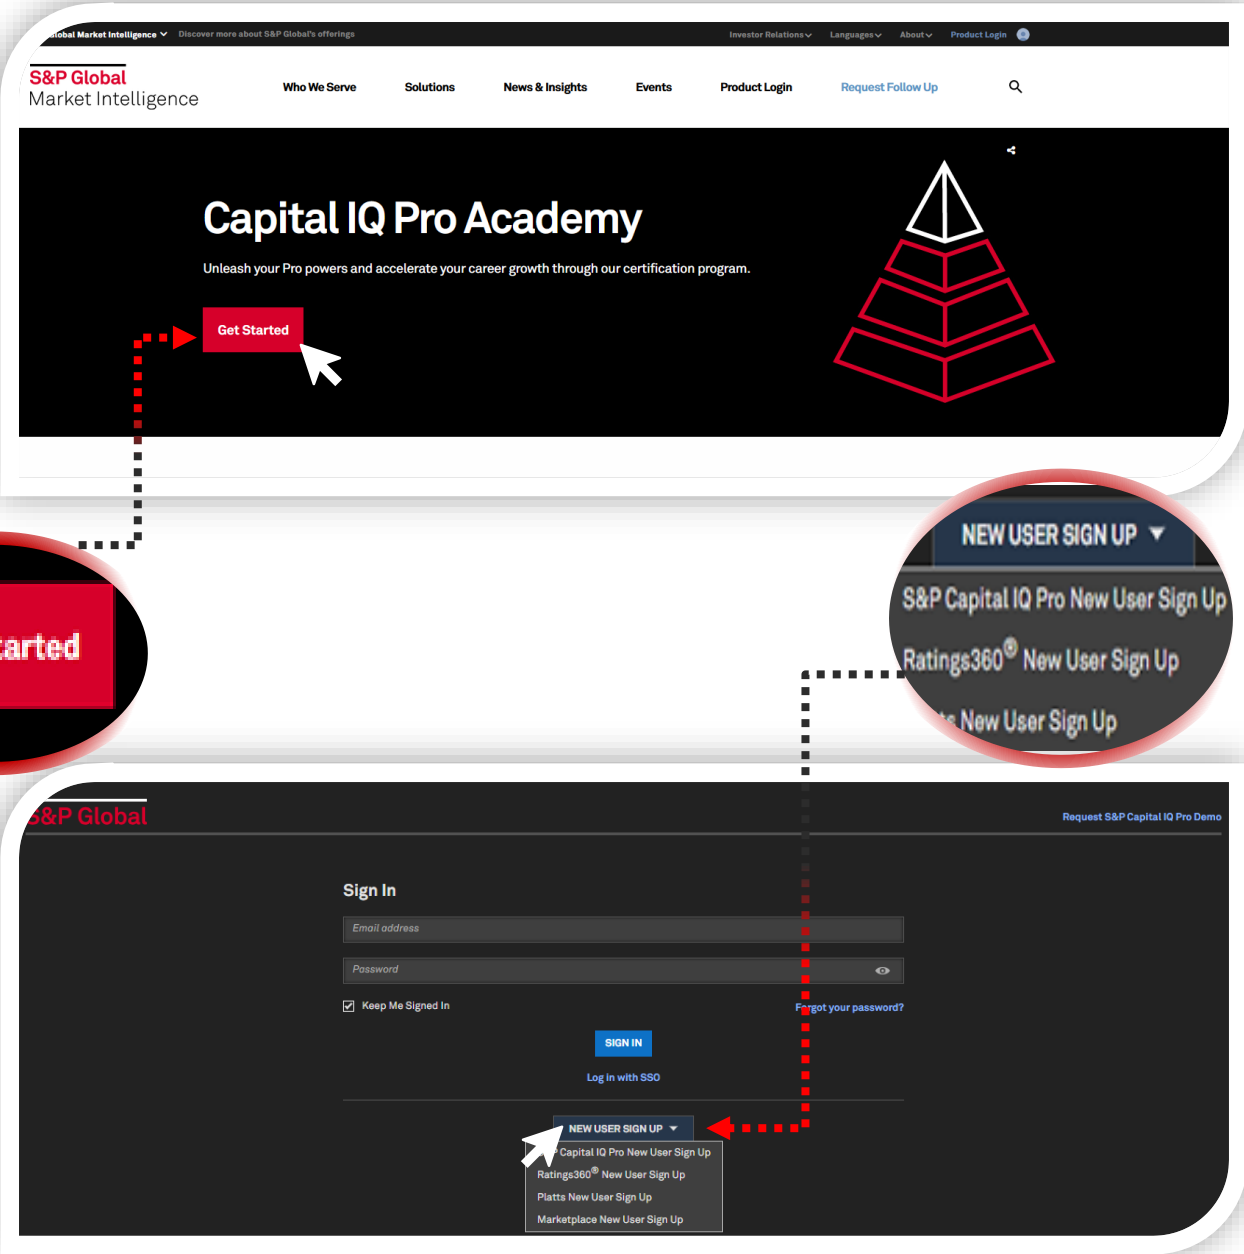 Global Market Intelligence Discover more about S&P Global's offerings Investor Relations Languages About Product Login
S&P Global
Market Intelligence
Who We Serve Solutions News & Insights Events Product Login Request Follow Up
Capital IQ Pro Academy
Unleash your Pro powers and accelerate your career growth through our certification program.
Get Started
NEW USER SIGN UP
S&P Capital IQ Pro New User Sign Up
Ratings360® New User Sign Up
New User Sign Up
tarted
S&P Global
Request S&P Capital IQ Pro Demo
Sign In
Email address
Password
Keep Me Signed In Forgot your password?
SIGN IN
Log in with SSO
NEW USER SIGN UP
Capital IQ Pro New User Sign Up
Ratings360® New User Sign Up
Platts New User Sign Up
Marketplace New User Sign Up